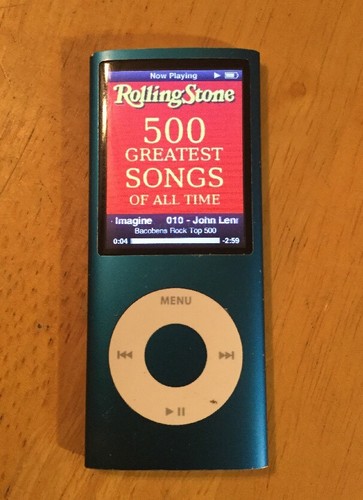 Now Playing
RollingStone
500
GREATEST
SONGS
OF ALL TIME
- Imagine 010 - John Lenn
Bacobens Rock Top 500
0:04 -2:59
MENU